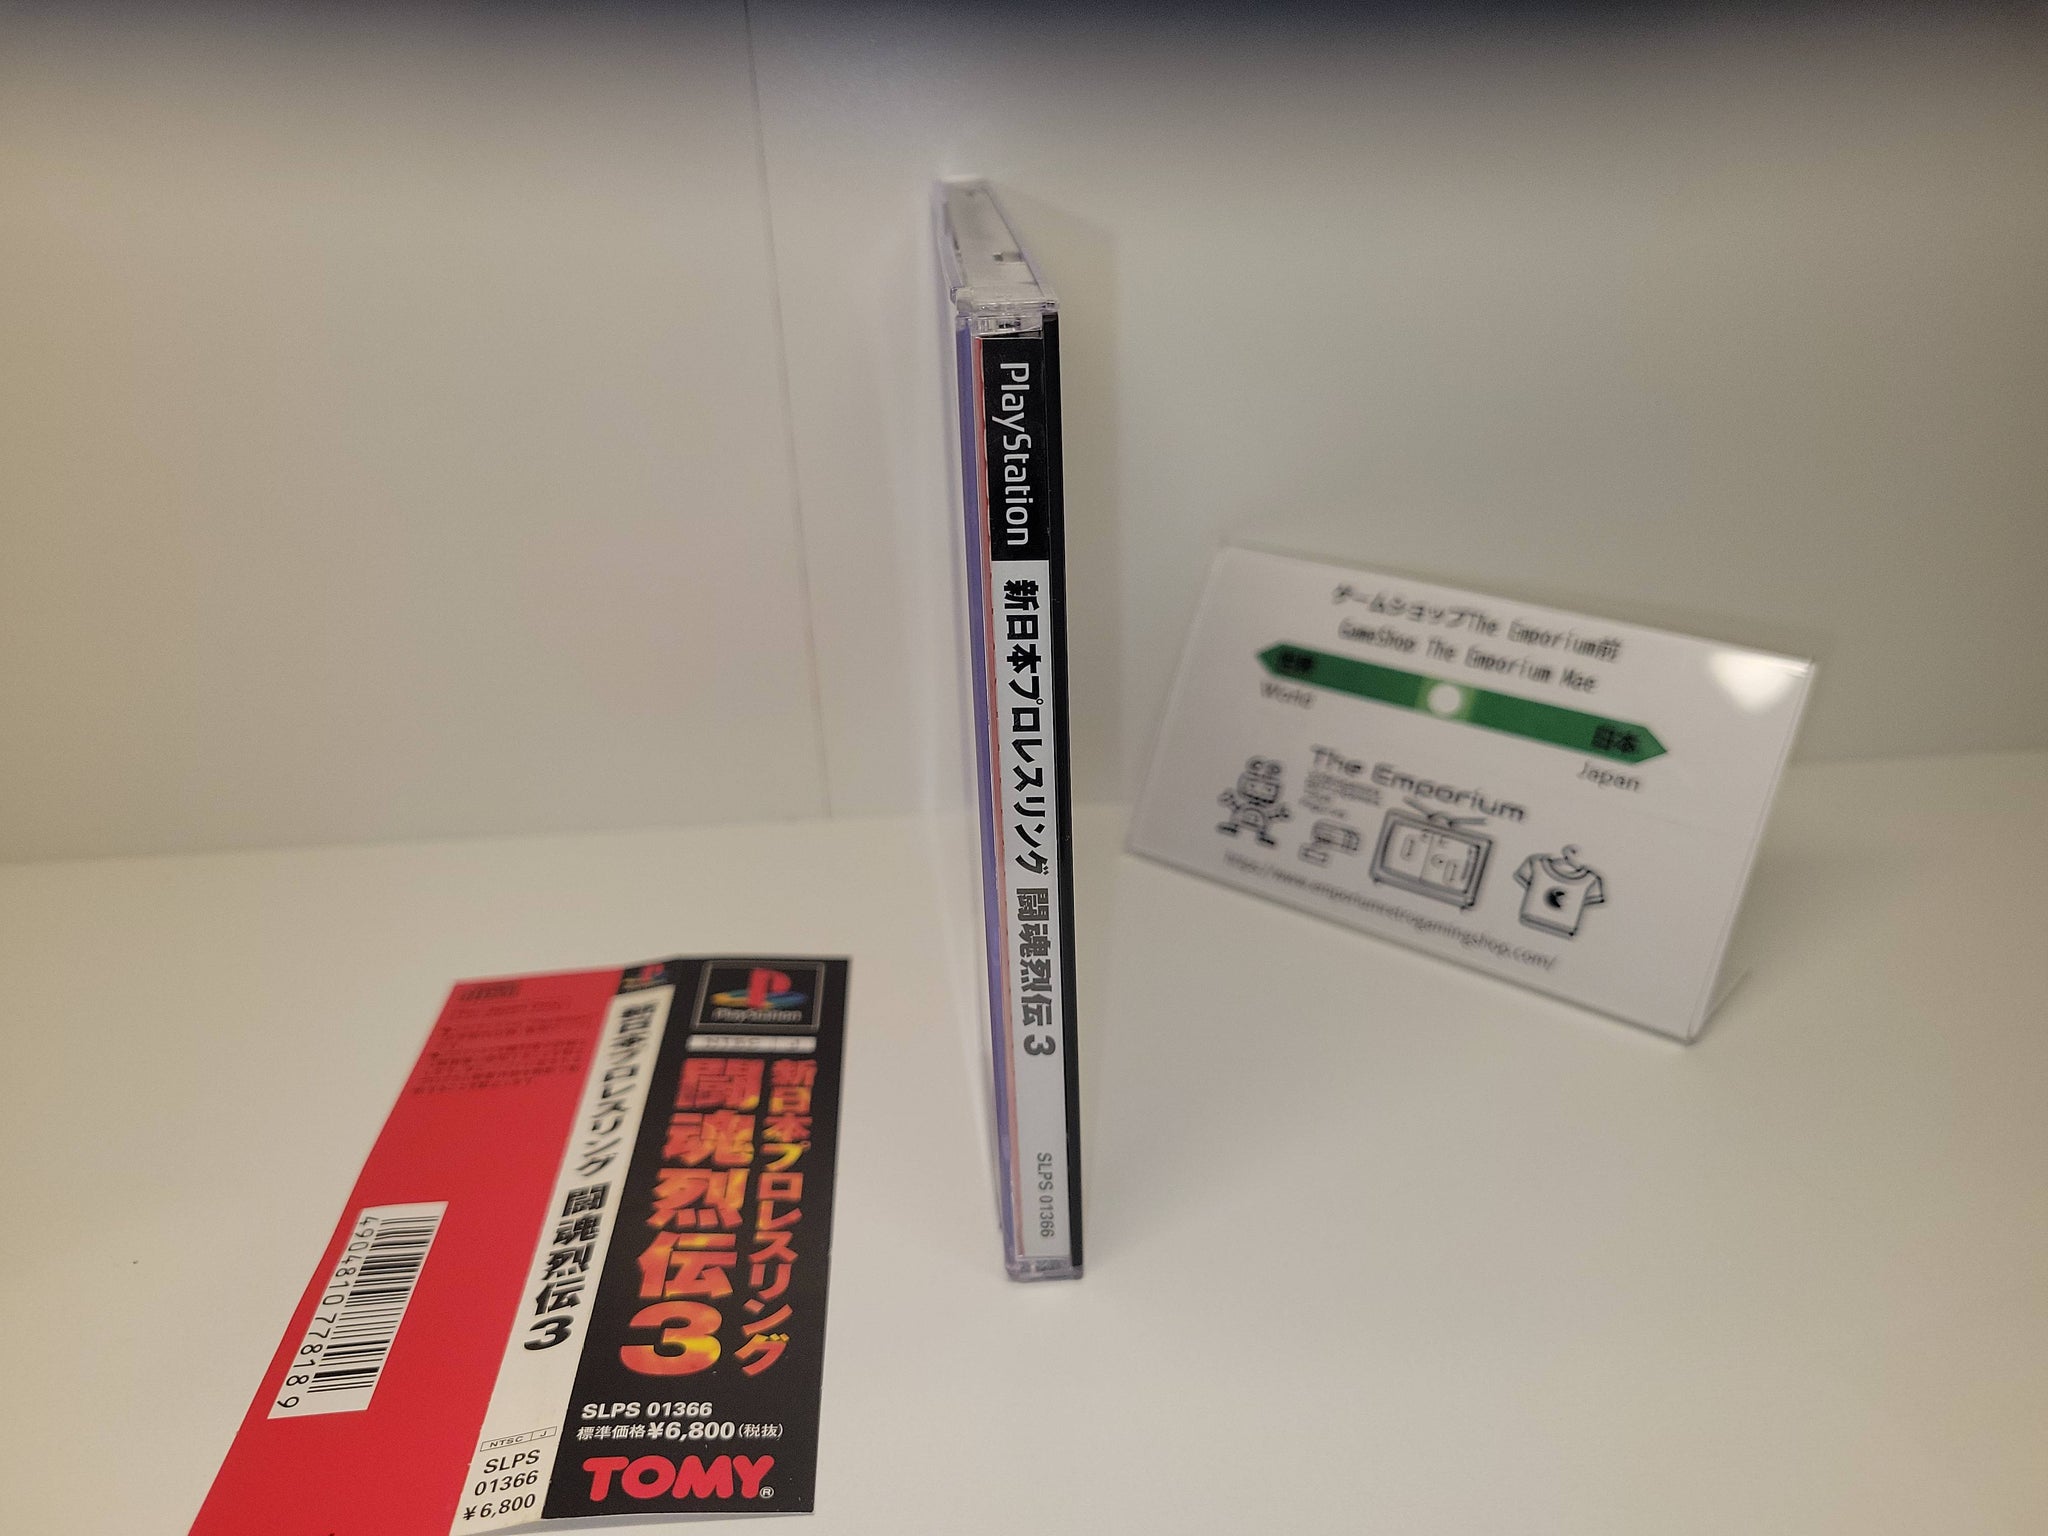 PlayStation
新日本プロレスリング 闘魂烈伝 3
SLPS 01366
新日本プロレスリング 闘魂烈伝 3
NTSC J
SLPS
01366
¥6,800
4904810778189
PlayStation
NTSC J
新日本プロレスリング
闘魂烈伝3
SLPS 01366
標準価格¥6,800(税抜)
TOMY®
ゲームショップThe Emporium前
GameShop The Emporium Mae
世界
World
日本
Japan
The Emporium
https://www.emporiumretrogamingshop.com/